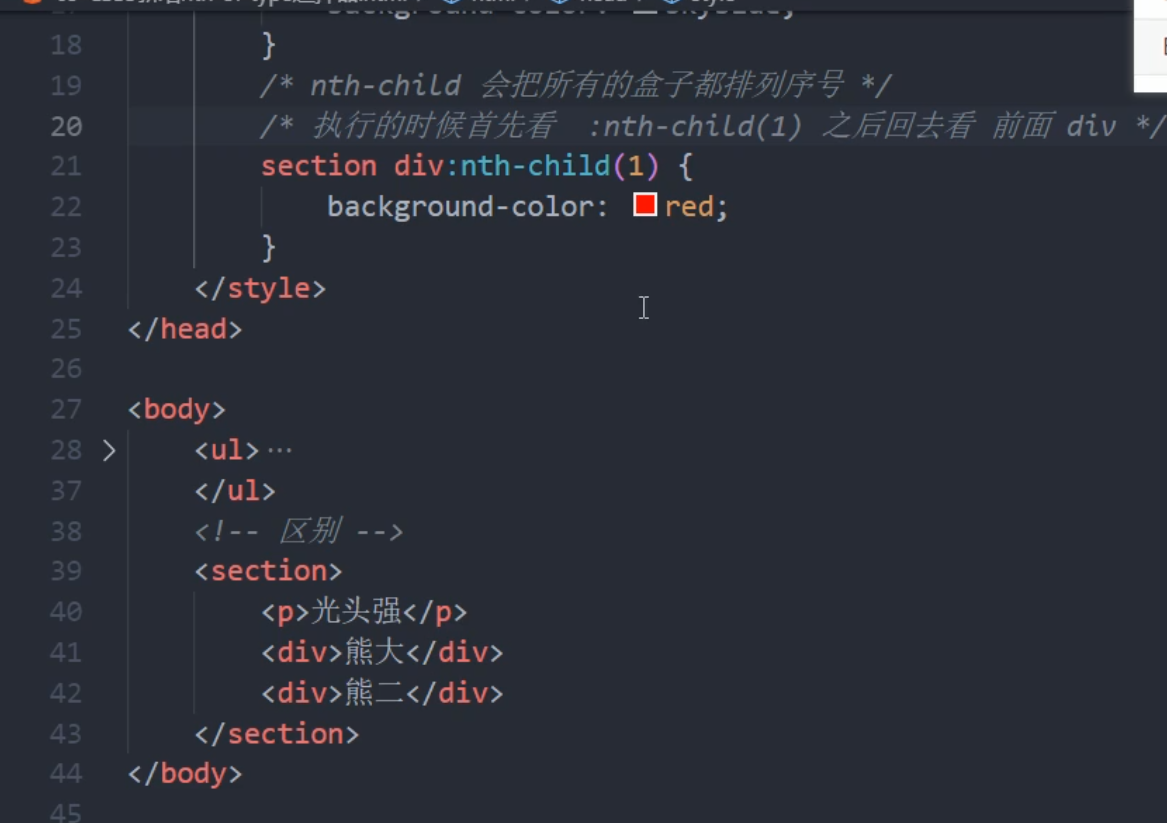 18 }
19 /* nth-child 会把所有的盒子都排列序号 */
20 /* 执行的时候首先看 :nth-child(1) 之后回去看 前面 div */
21 section div:nth-child(1) {
22 background-color: red;
23 }
24 </style>
25 </head>
26
27 <body>
28 <ul>…
37 </ul>
38 <!-- 区别 -->
39 <section>
40 <p>光头强</p>
41 <div>熊大</div>
42 <div>熊二</div>
43 </section>
44 </body>
45